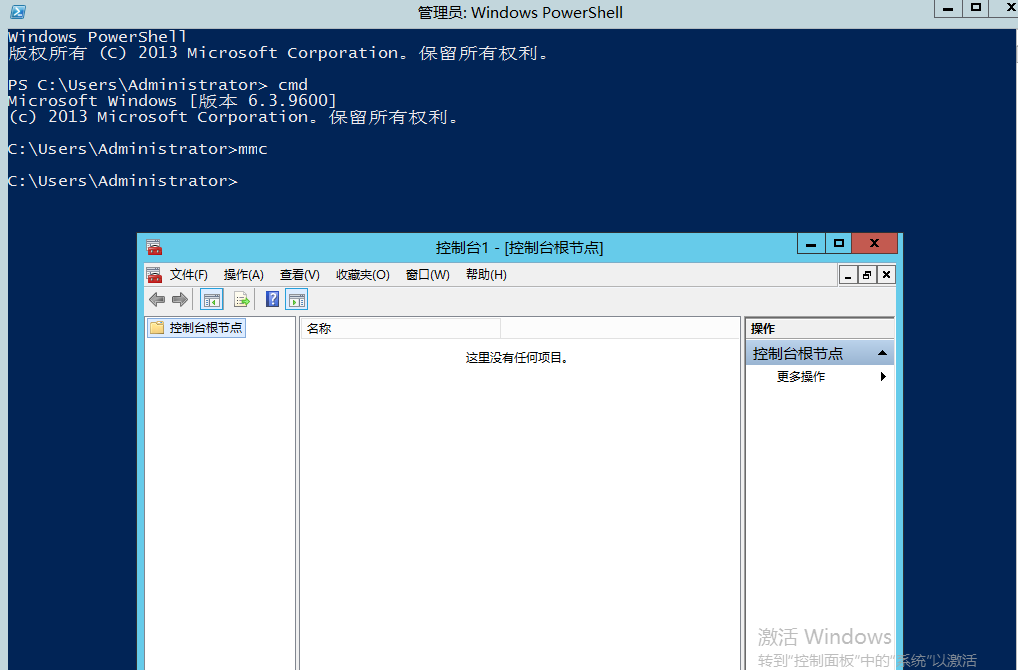 管理员: Windows PowerShell
Windows PowerShell
版权所有 (C) 2013 Microsoft Corporation。保留所有权利。
PS C:\Users\Administrator> cmd
Microsoft Windows [版本 6.3.9600]
(c) 2013 Microsoft Corporation。保留所有权利。
C:\Users\Administrator>mmc
C:\Users\Administrator>
控制台1 - [控制台根节点]
文件(F) 操作(A) 查看(V) 收藏夹(O) 窗口(W) 帮助(H)
控制台根节点
名称
这里没有任何项目。
操作
控制台根节点
更多操作
激活 Windows
转到"控制面板"中的"系统"以激活